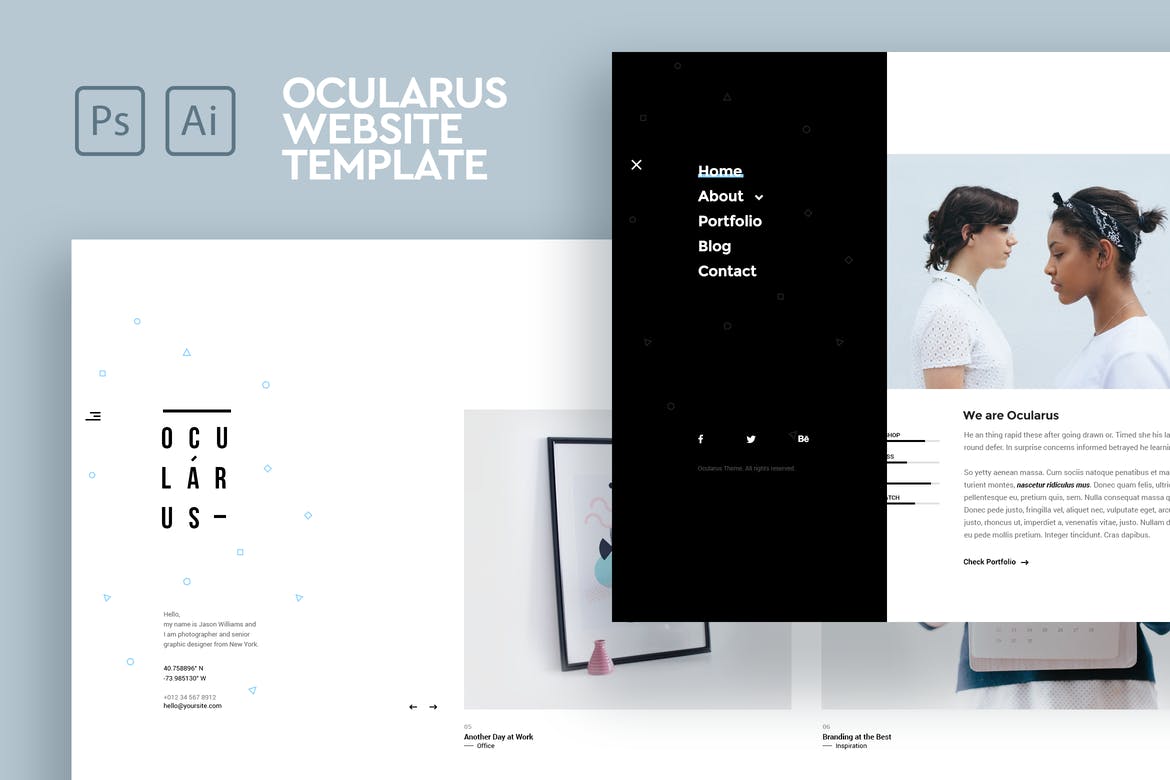 Ps
Ai
OCULARUS
WEBSITE
TEMPLATE
Home
About
Portfolio
Blog
Contact
Bē
Ocularus Theme, All rights reserved.
We are Ocularus
He an thing rapid these after going drawn or. Timed she his la
round defer. In surprise concerns informed betrayed he learni
So yetty aenean massa. Cum sociis natoque penatibus et ma
turient montes, nascetur ridiculus mus. Donec quam felis, ultri
pellentesque eu, pretium quis, sem. Nulla consequat massa q
Donec pede justo, fringilla vel, aliquet nec, vulputate eget, arcu
justo, rhoncus ut, imperdiet a, venenatis vitae, justo. Nullam d
eu pede mollis pretium. Integer tincidunt. Cras dapibus.
Check Portfolio
O C U
L Á R
U S –
Hello,
my name is Jason Williams and
I am photographer and senior
graphic designer from New York.
40.758896° N
-73.985130° W
+012 34 567 8912
hello@yoursite.com
05
Another Day at Work
Office
06
Branding at the Best
Inspiration